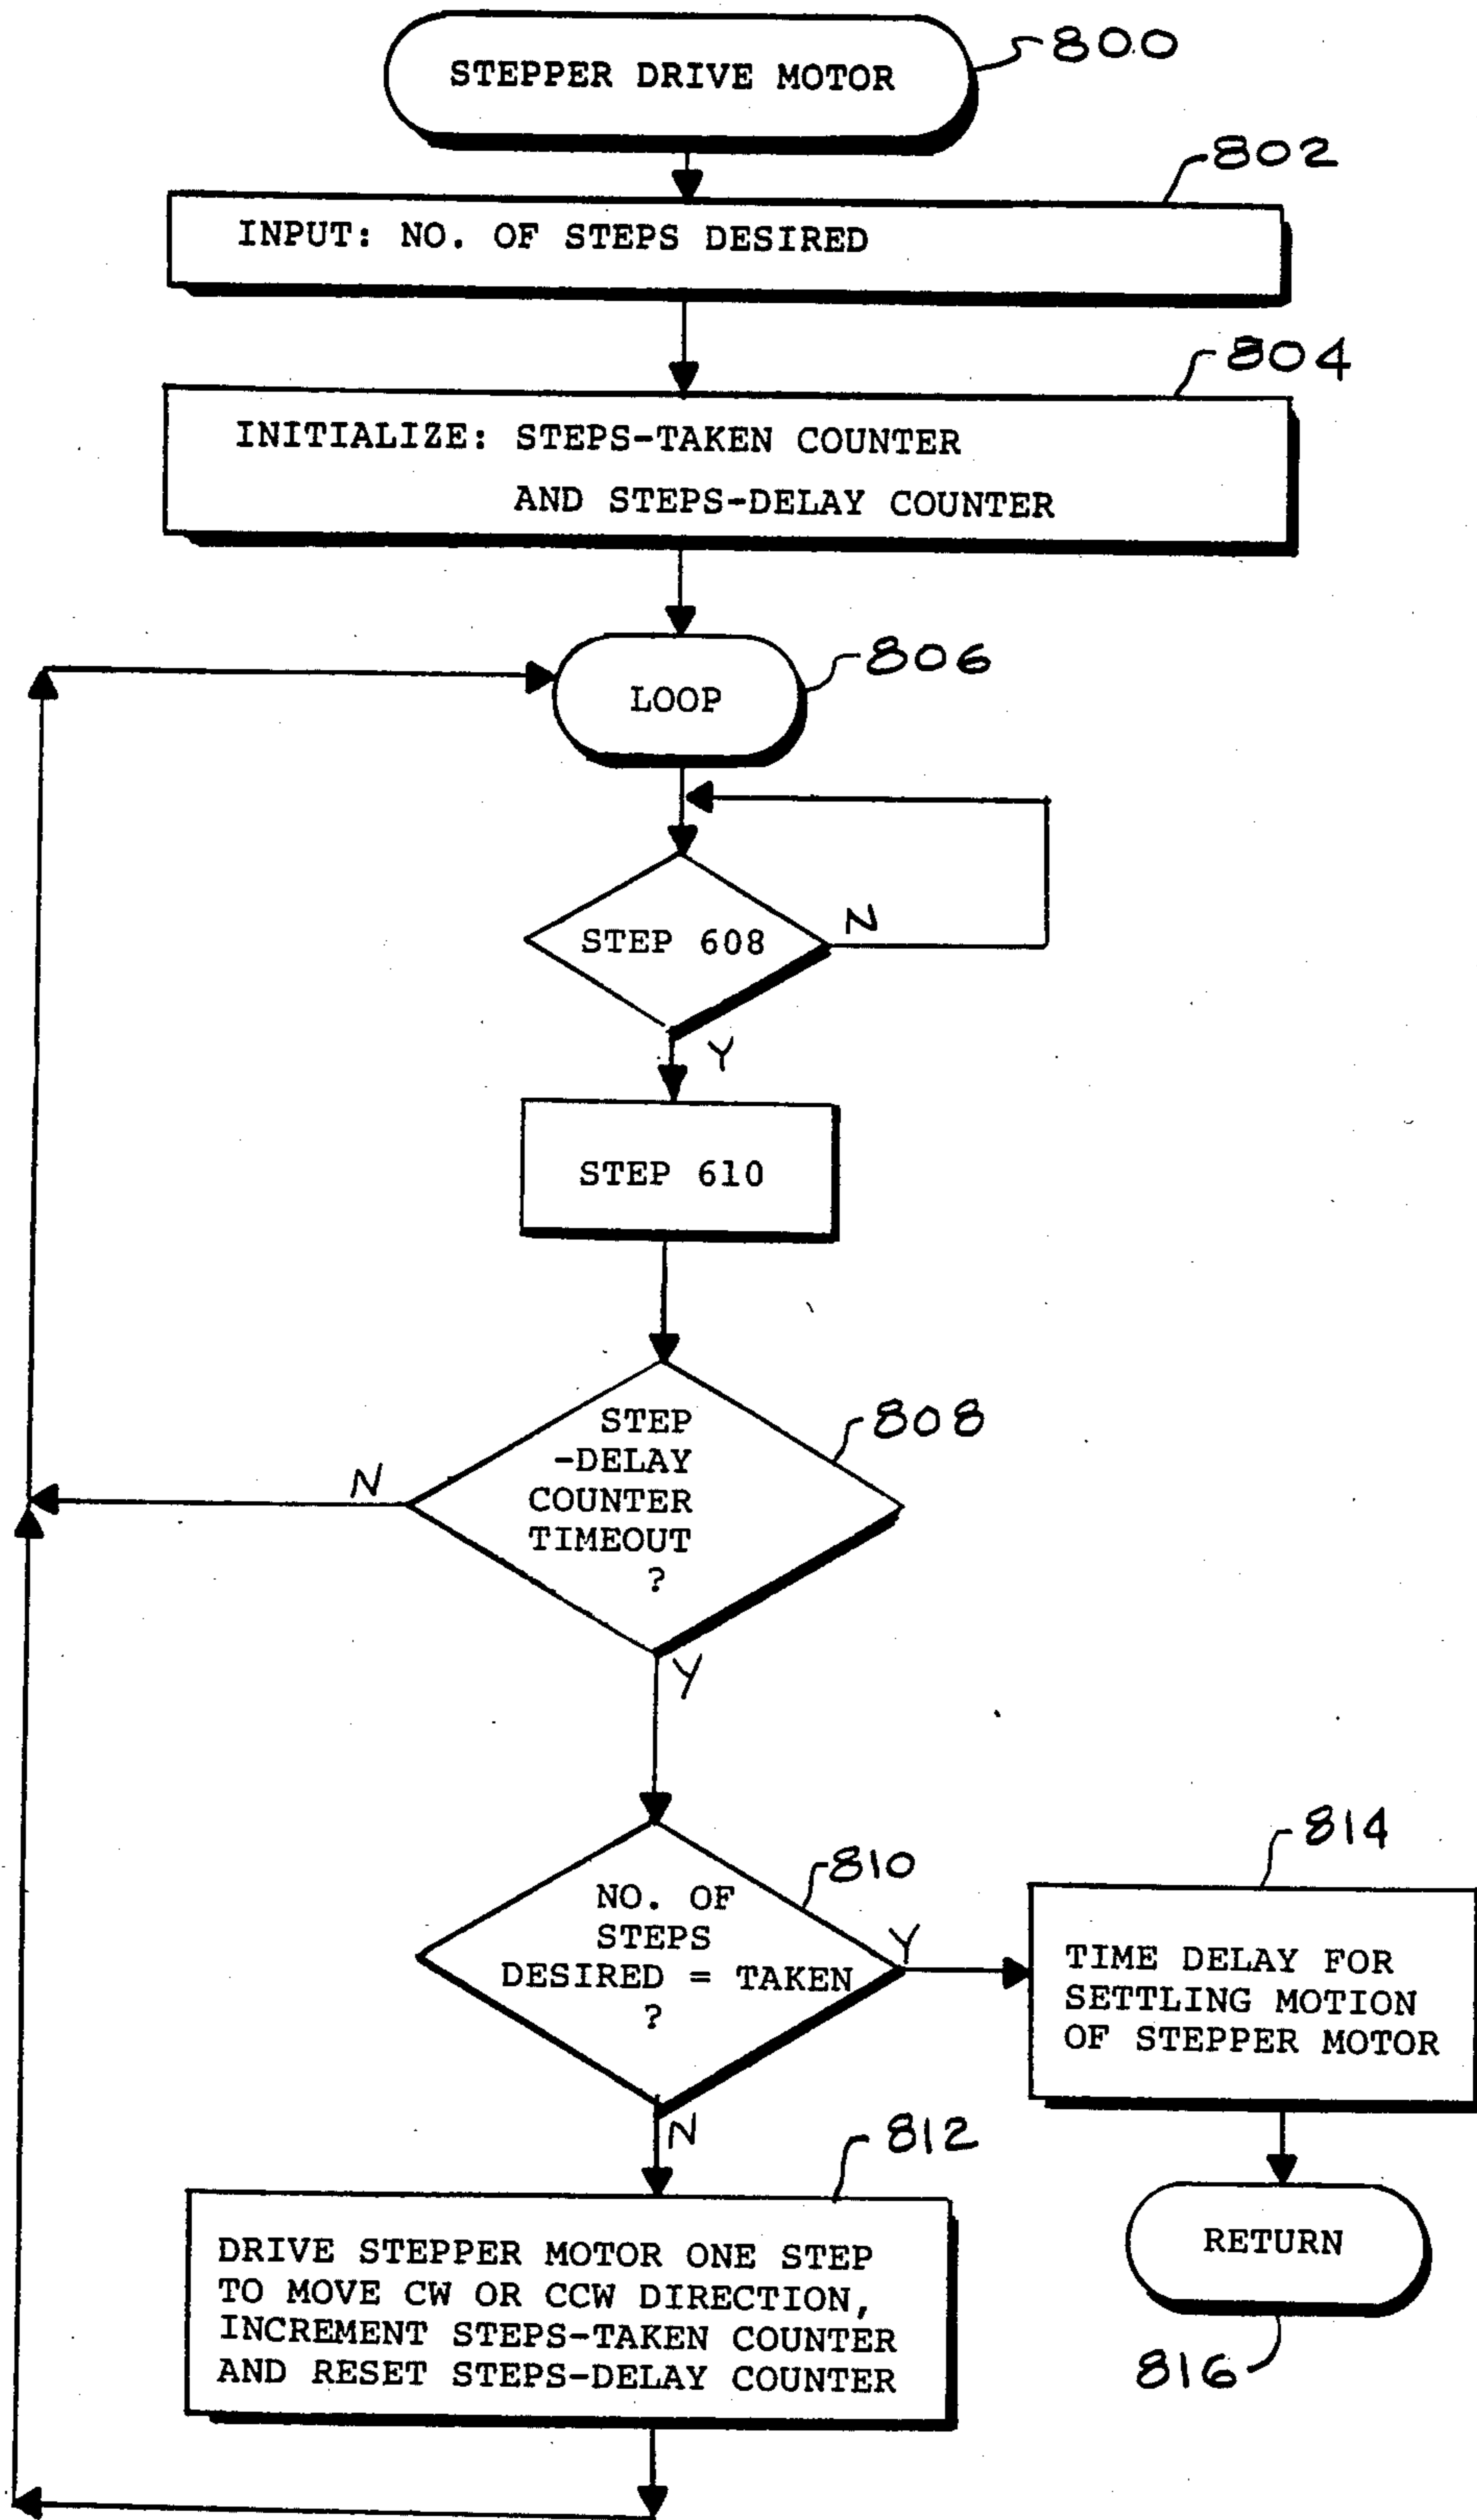 STEPPER DRIVE MOTOR
800
802
INPUT: NO. OF STEPS DESIRED
804
INITIALIZE: STEPS-TAKEN COUNTER
AND STEPS-DELAY COUNTER
806
LOOP
N
STEP 608
Y
STEP 610
808
STEP
-DELAY
COUNTER
TIMEOUT
?
N
Y
810
NO. OF
STEPS
DESIRED = TAKEN
?
Y
N
814
TIME DELAY FOR
SETTLING MOTION
OF STEPPER MOTOR
812
DRIVE STEPPER MOTOR ONE STEP
TO MOVE CW OR CCW DIRECTION,
INCREMENT STEPS-TAKEN COUNTER
AND RESET STEPS-DELAY COUNTER
RETURN
816